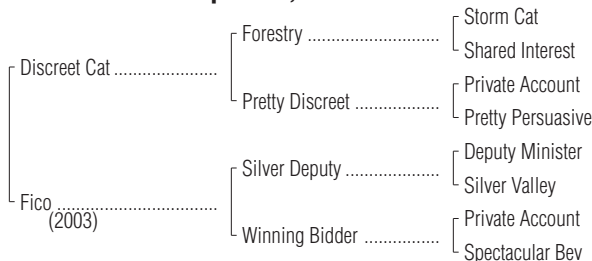 Storm Cat
Forestry ....................
Shared Interest
Discreet Cat .....................
Private Account
Pretty Discreet .................
Pretty Persuasive
Deputy Minister
Silver Deputy ...................
Silver Valley
Fico ................................
(2003)
Private Account
Winning Bidder ...............
Spectacular Bev